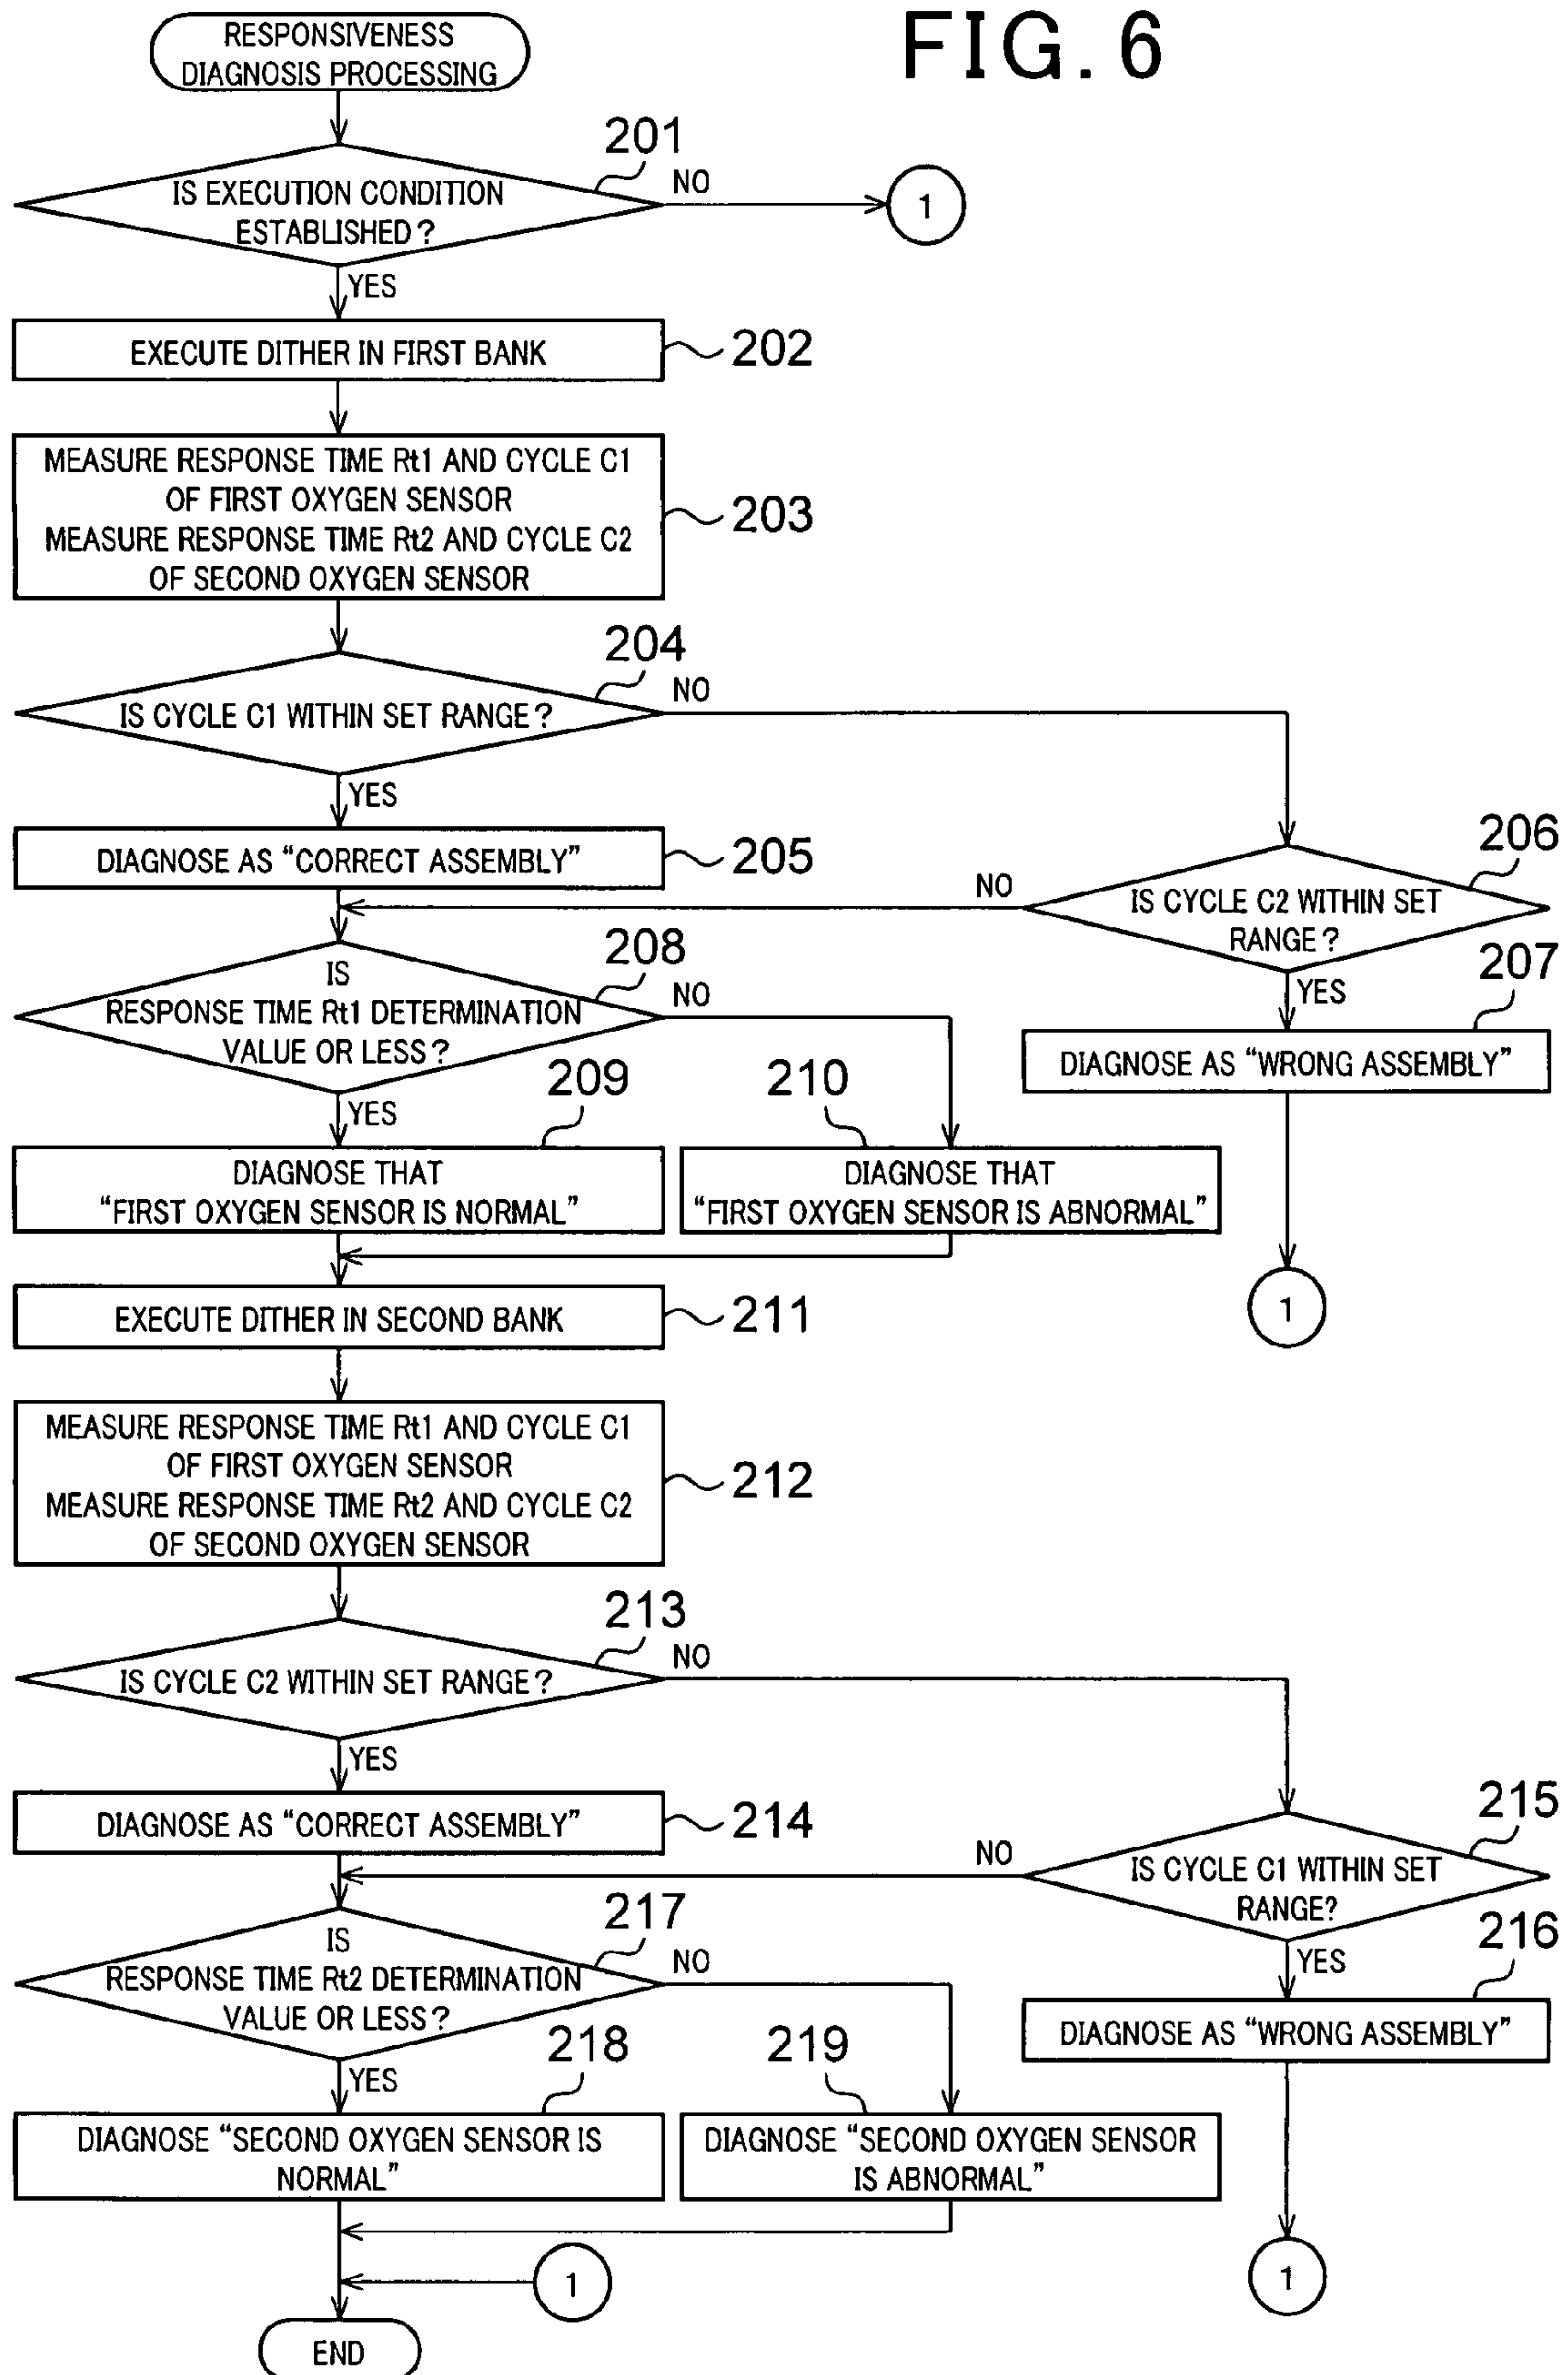 FIG. 6
RESPONSIVENESS
DIAGNOSIS PROCESSING
201
IS EXECUTION CONDITION
ESTABLISHED?
NO
1
YES
EXECUTE DITHER IN FIRST BANK
202
MEASURE RESPONSE TIME Rt1 AND CYCLE C1
OF FIRST OXYGEN SENSOR
MEASURE RESPONSE TIME Rt2 AND CYCLE C2
OF SECOND OXYGEN SENSOR
203
204
IS CYCLE C1 WITHIN SET RANGE?
NO
YES
DIAGNOSE AS “CORRECT ASSEMBLY”
205
206
IS CYCLE C2 WITHIN SET
RANGE?
NO
YES
207
DIAGNOSE AS “WRONG ASSEMBLY”
1
208
IS
RESPONSE TIME Rt1 DETERMINATION
VALUE OR LESS?
NO
YES
209
DIAGNOSE THAT
“FIRST OXYGEN SENSOR IS NORMAL”
210
DIAGNOSE THAT
“FIRST OXYGEN SENSOR IS ABNORMAL”
EXECUTE DITHER IN SECOND BANK
211
MEASURE RESPONSE TIME Rt1 AND CYCLE C1
OF FIRST OXYGEN SENSOR
MEASURE RESPONSE TIME Rt2 AND CYCLE C2
OF SECOND OXYGEN SENSOR
212
213
IS CYCLE C2 WITHIN SET RANGE?
NO
YES
DIAGNOSE AS “CORRECT ASSEMBLY”
214
215
IS CYCLE C1 WITHIN SET
RANGE?
NO
YES
216
DIAGNOSE AS “WRONG ASSEMBLY”
1
217
IS
RESPONSE TIME Rt2 DETERMINATION
VALUE OR LESS?
NO
YES
218
DIAGNOSE “SECOND OXYGEN SENSOR IS
NORMAL”
219
DIAGNOSE “SECOND OXYGEN SENSOR
IS ABNORMAL”
1
END